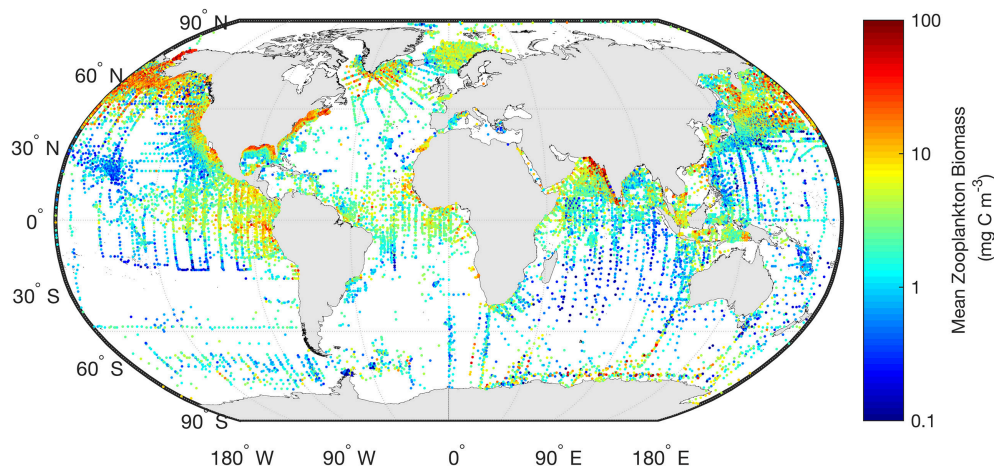 90° N
60° N
30° N
0°
30° S
60° S
90° S
180° W 90° W 0° 90° E 180° E
100
10
1
0.1
Mean Zooplankton Biomass
(mg C m⁻³)